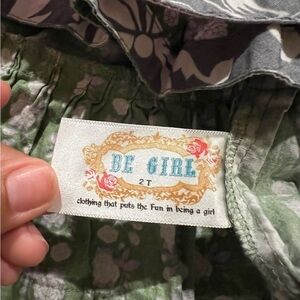 BE GIRL
2T
clothing that puts the Fun in being a girl